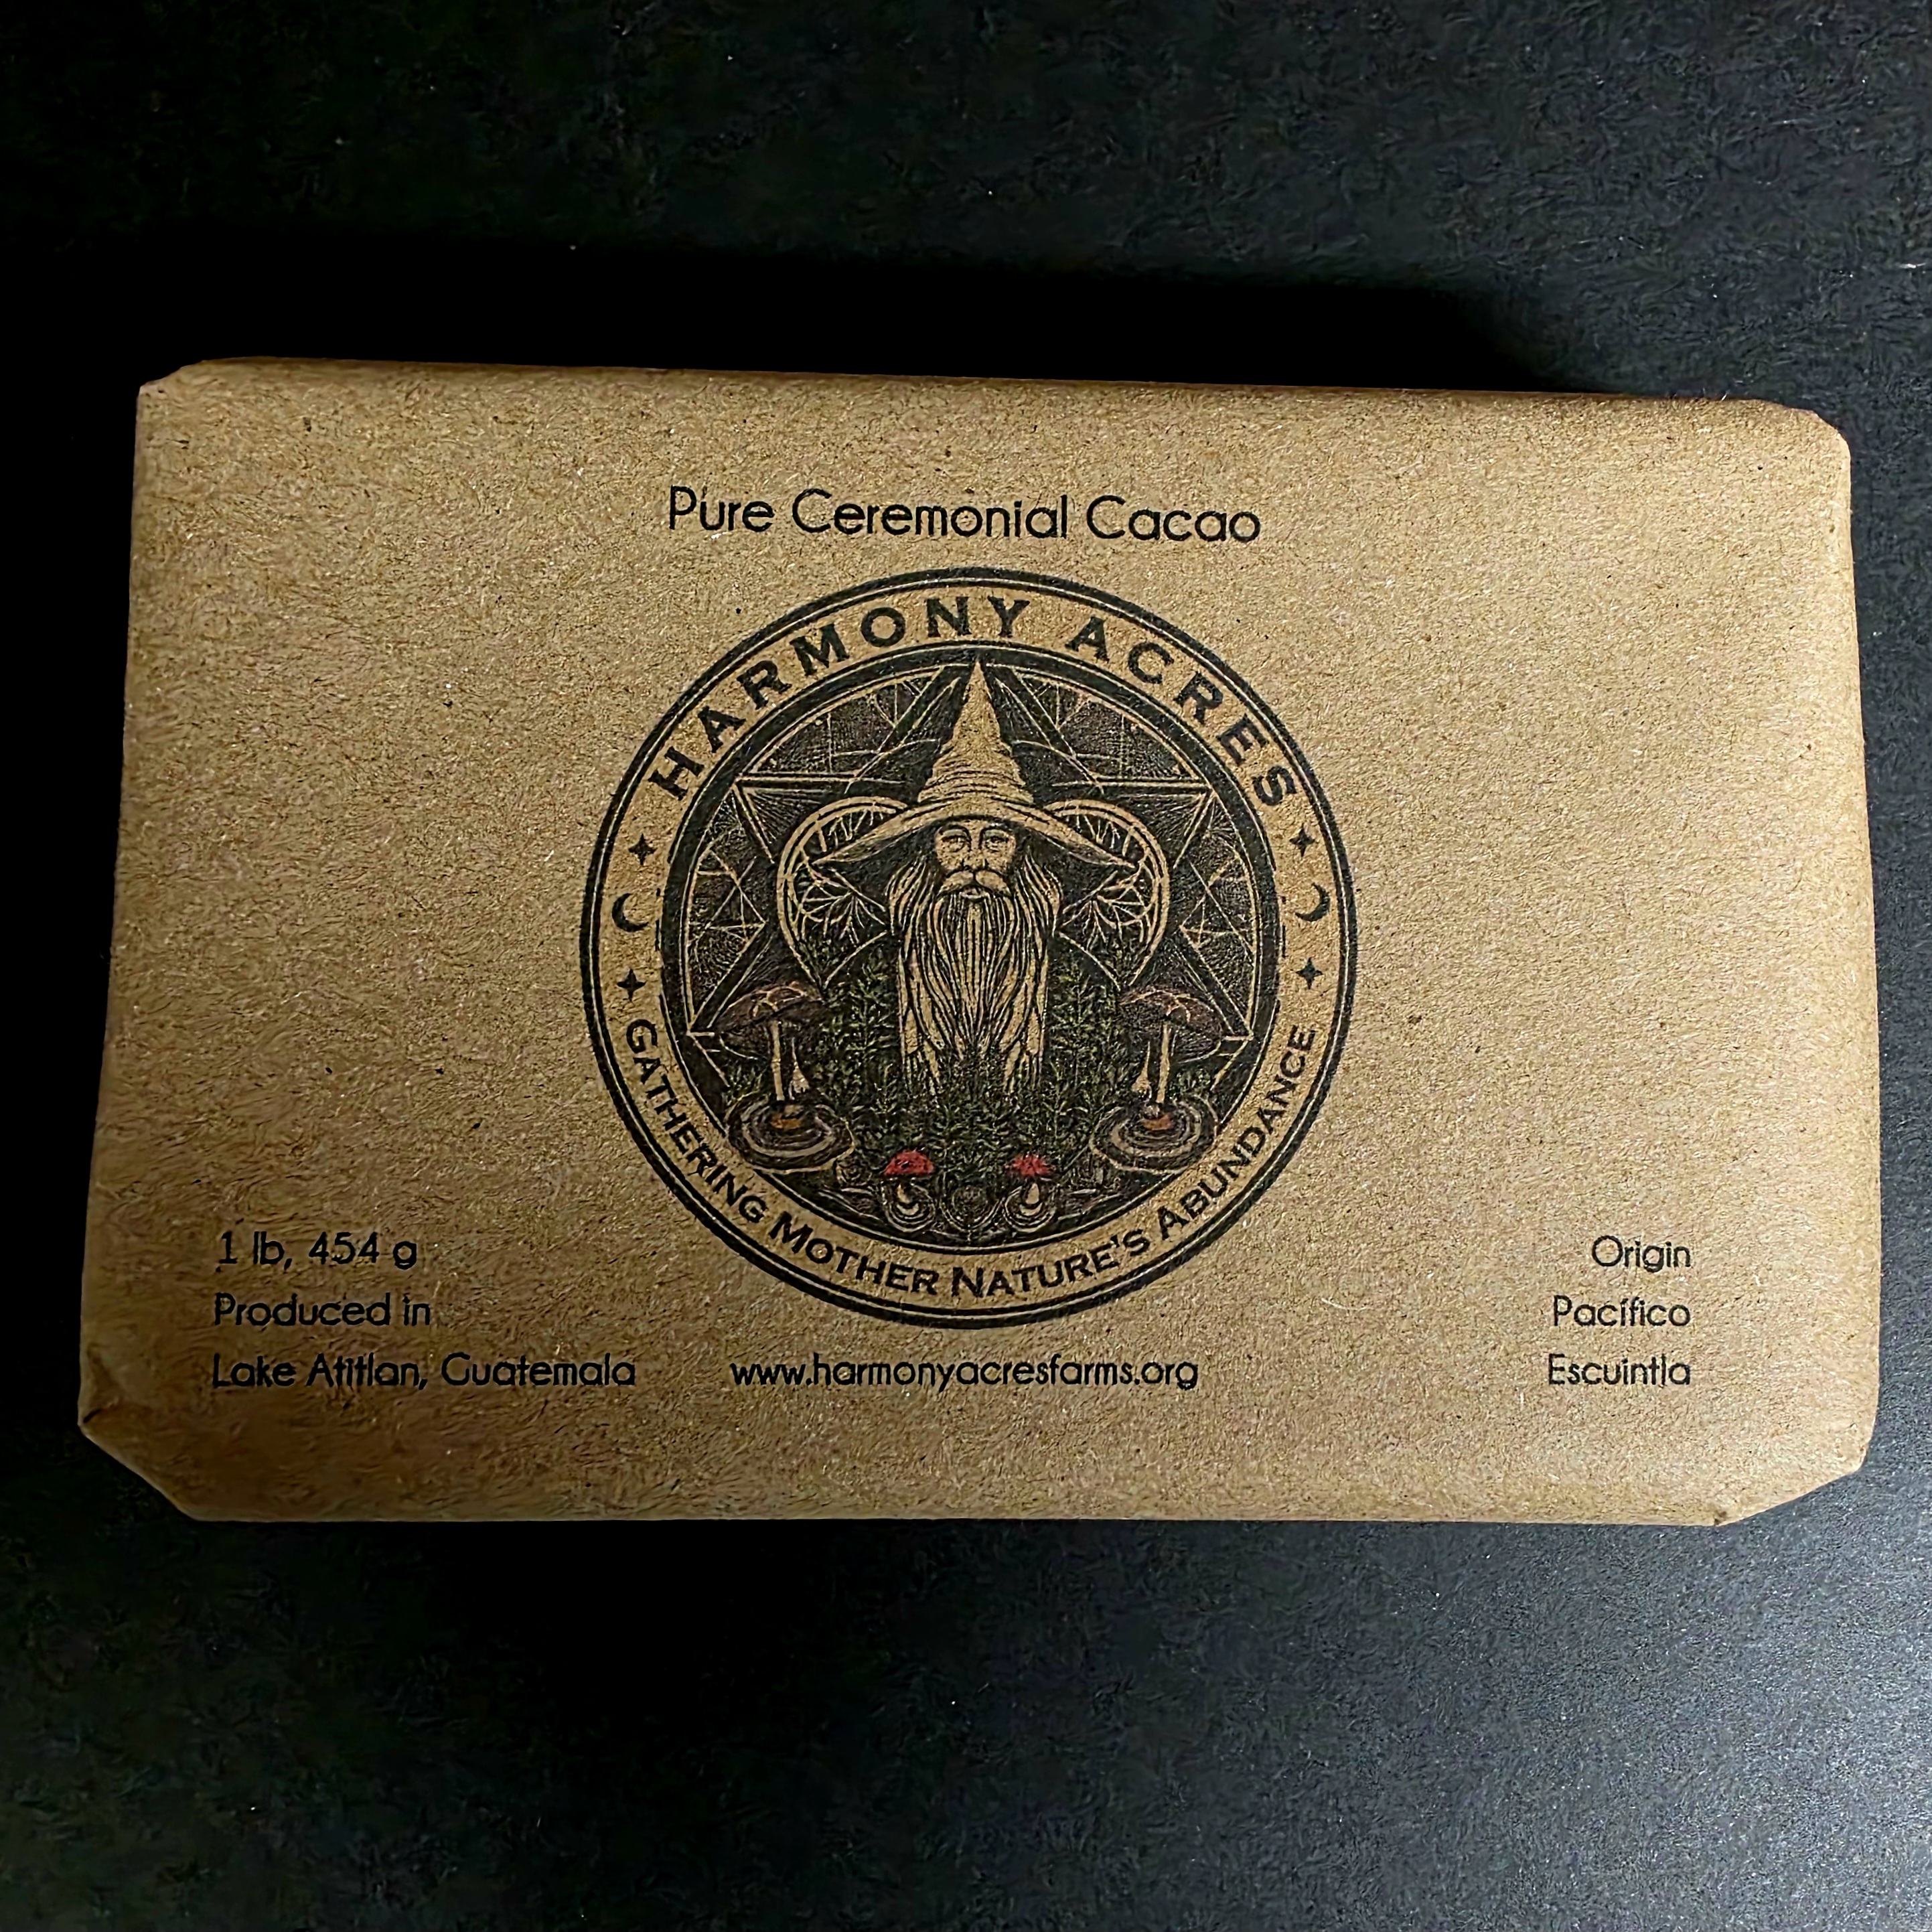 Pure Ceremonial Cacao
HARMONY ACRES
GATHERING MOTHER NATURE'S ABUNDANCE
1 lb, 454 g
Produced in
Lake Atitlan, Guatemala
www.harmonyacresfarms.org
Origin
Pacífico
Escuintla